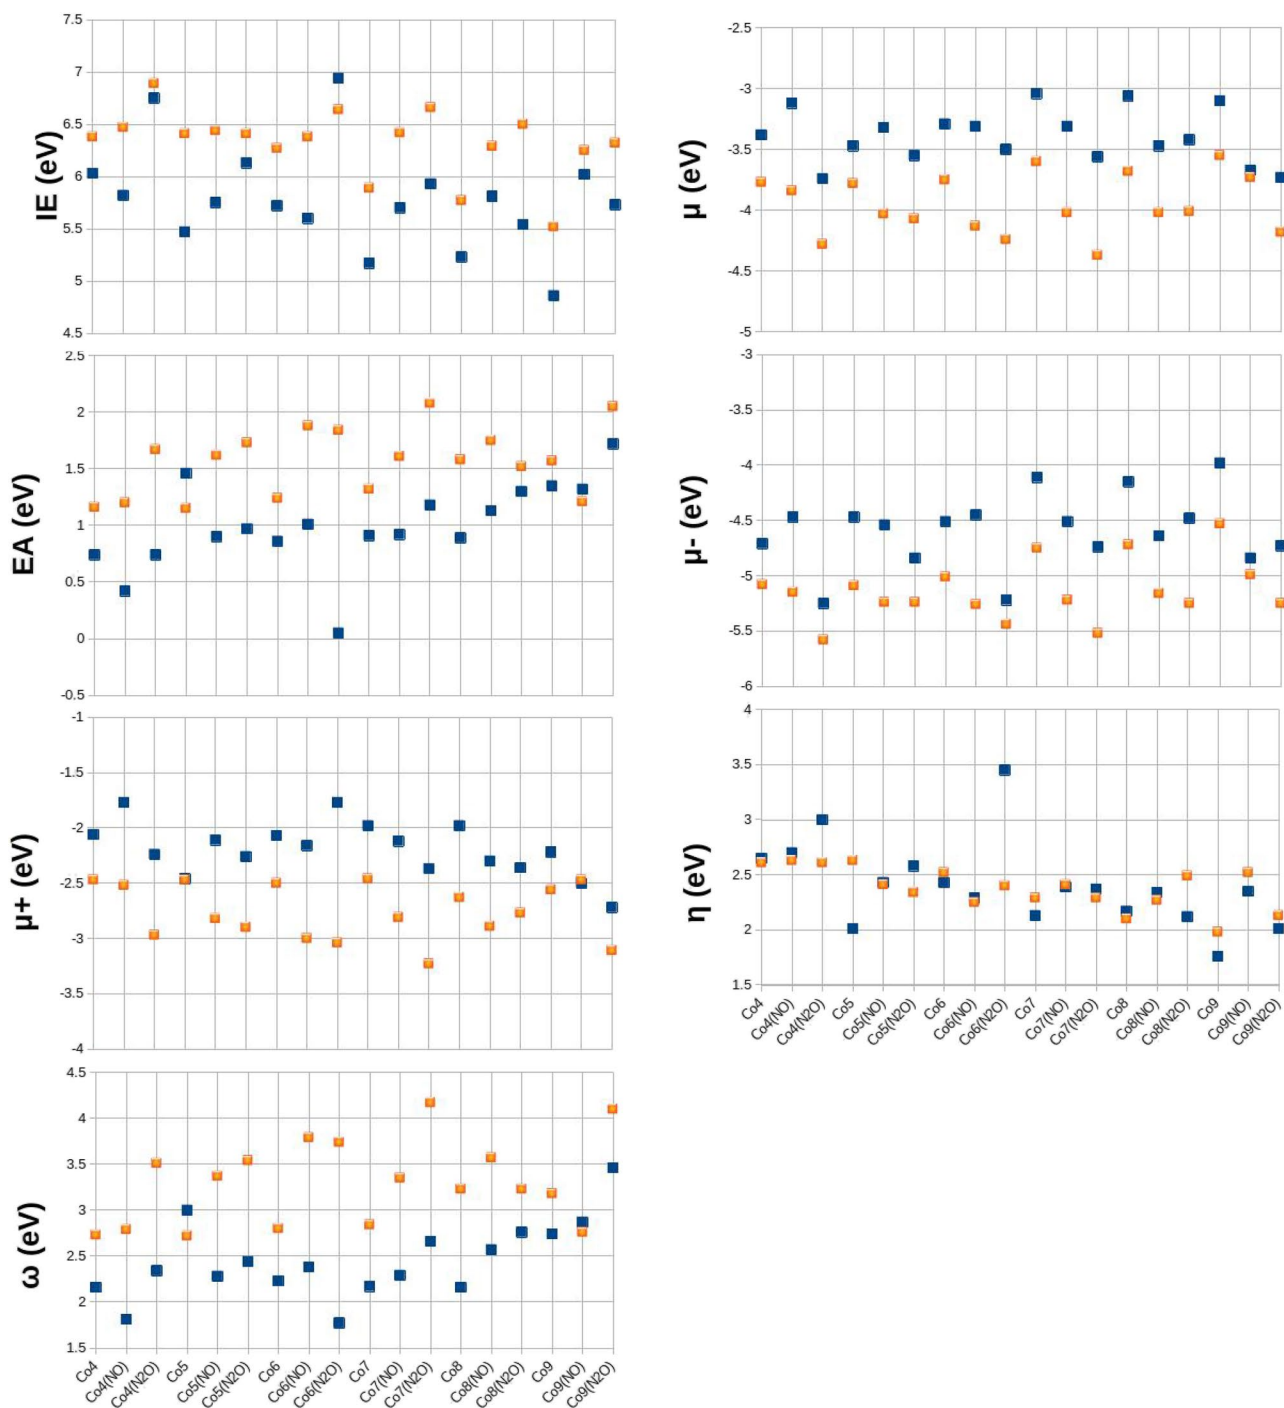 7.5
7
6.5
6
5.5
5
4.5
IE (eV)
2.5
2
1.5
1
0.5
0
-0.5
EA (eV)
-1
-1.5
-2
-2.5
-3
-3.5
-4
μ+ (eV)
4.5
4
3.5
3
2.5
2
1.5
ω (eV)
Co4
Co4(NO)
Co4(N2O)
Co5
Co5(NO)
Co5(N2O)
Co6
Co6(NO)
Co6(N2O)
Co7
Co7(NO)
Co7(N2O)
Co8
Co8(NO)
Co8(N2O)
Co9
Co9(NO)
Co9(N2O)
-2.5
-3
-3.5
-4
-4.5
-5
μ (eV)
-3
-3.5
-4
-4.5
-5
-5.5
-6
μ- (eV)
4
3.5
3
2.5
2
1.5
η (eV)
Co4
Co4(NO)
Co4(N2O)
Co5
Co5(NO)
Co5(N2O)
Co6
Co6(NO)
Co6(N2O)
Co7
Co7(NO)
Co7(N2O)
Co8
Co8(NO)
Co8(N2O)
Co9
Co9(NO)
Co9(N2O)